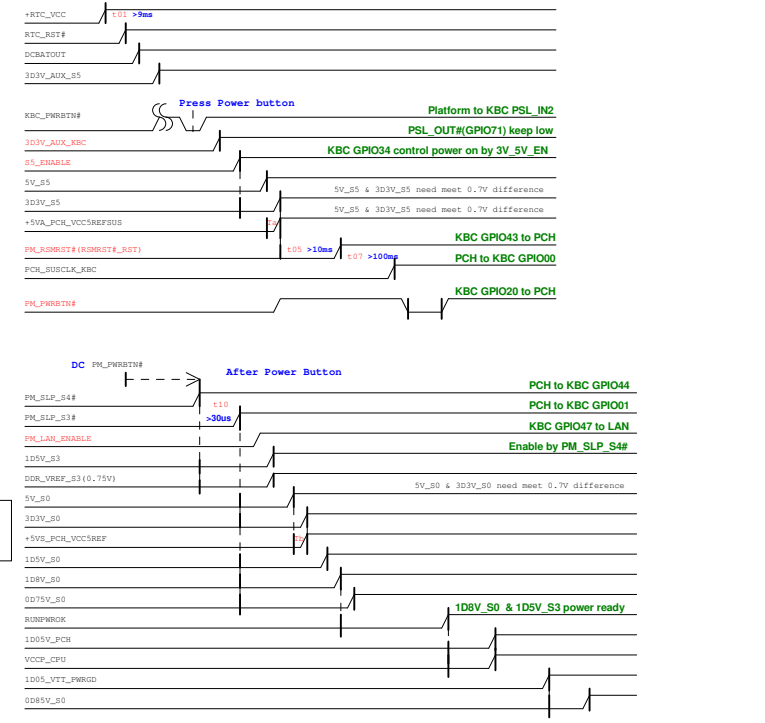 +RTC_VCC
t01 >9ms
RTC_RST#
DCBATOUT
3D3V_AUX_S5
Press Power button
KBC_PWRBTN#
Platform to KBC PSL_IN2
PSL_OUT#(GPIO71) keep low
3D3V_AUX_KBC
KBC GPIO34 control power on by 3V_5V_EN
S5_ENABLE
5V_S5
5V_S5 & 3D3V_S5 need meet 0.7V difference
3D3V_S5
5V_S5 & 3D3V_S5 need meet 0.7V difference
+5VA_PCH_VCC5REFSUS
Ta
KBC GPIO43 to PCH
PM_RSMRST#(RSMRST#_RST)
t05 >10ms
t07 >100ms
PCH to KBC GPIO00
PCH_SUSCLK_KBC
KBC GPIO20 to PCH
PM_PWRBTN#
DC PM_PWRBTN#
After Power Button
PCH to KBC GPIO44
PM_SLP_S4#
t10
PCH to KBC GPIO01
PM_SLP_S3#
>30us
KBC GPIO47 to LAN
PM_LAN_ENABLE
Enable by PM_SLP_S4#
1D5V_S3
DDR_VREF_S3(0.75V)
5V_S0 & 3D3V_S0 need meet 0.7V difference
5V_S0
3D3V_S0
+5VS_PCH_VCC5REF
Tb
1D5V_S0
1D8V_S0
0D75V_S0
1D8V_S0 & 1D5V_S3 power ready
RUNPWROK
1D05V_PCH
VCCP_CPU
1D05_VTT_PWRGD
0D85V_S0